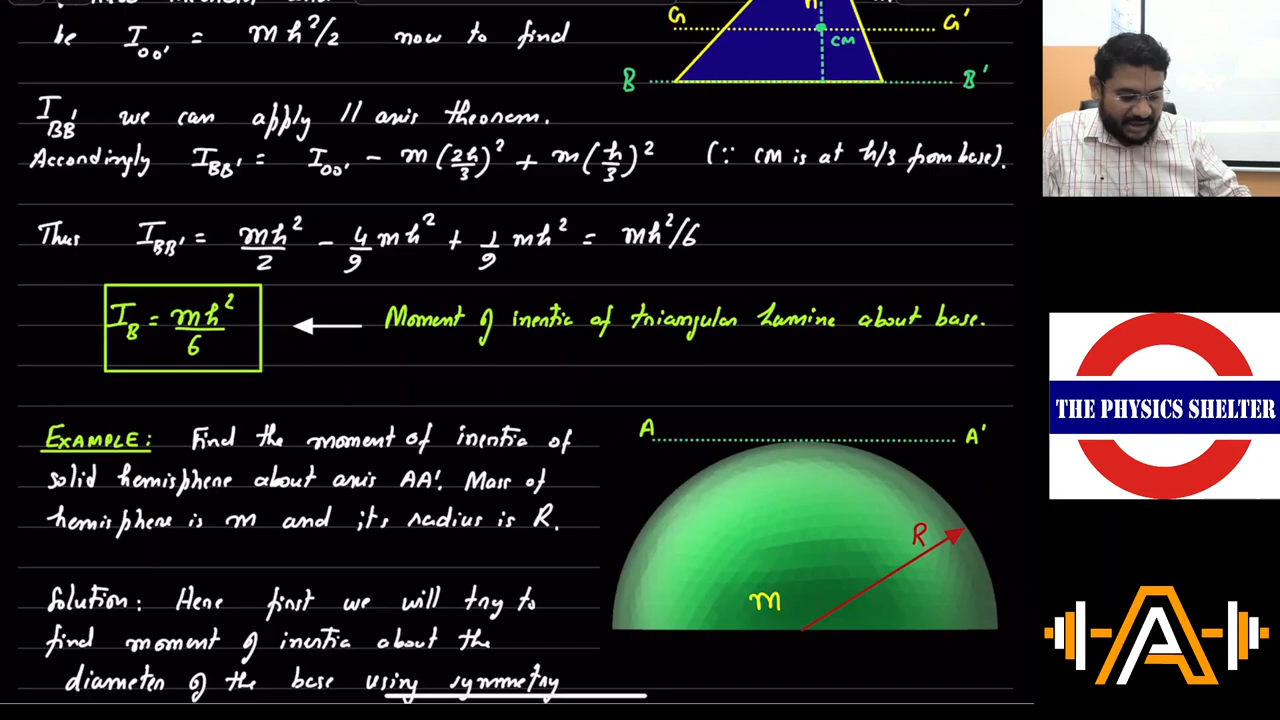 be I_OO' = mh²/2 now to find
G G'
h
CM
B B'
I_BB' we can apply // axis theorem.
Accordingly I_BB' = I_OO' - m(2h/3)² + m(h/3)² (∵ CM is at h/3 from base).
Thus I_BB' = mh²/2 - 4/9 mh² + 1/9 mh² = mh²/6
I_B = mh²/6 ← Moment of inertia of triangular Lamine about base.
THE PHYSICS SHELTER
EXAMPLE: Find the moment of inertia of
solid hemisphere about axis AA'. Mass of
hemisphere is m and its radius is R.
A A'
R
m
Solution: Here first we will try to
find moment of inertia about the
diameter of the base using symmetry